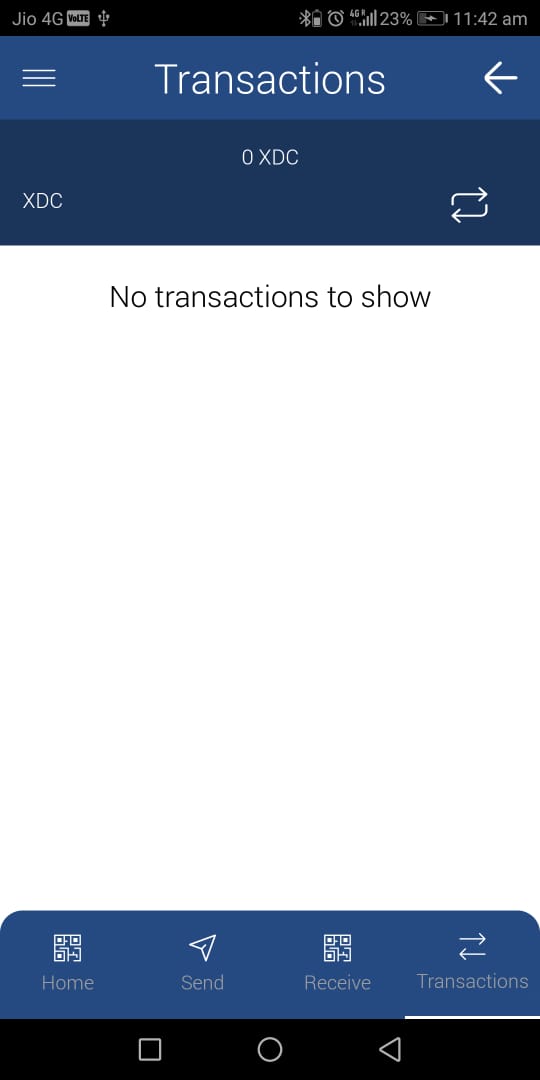 Jio 4G VoLTE 4G R 23% 11:42 am
Transactions
0 XDC
XDC
No transactions to show
Home Send Receive Transactions